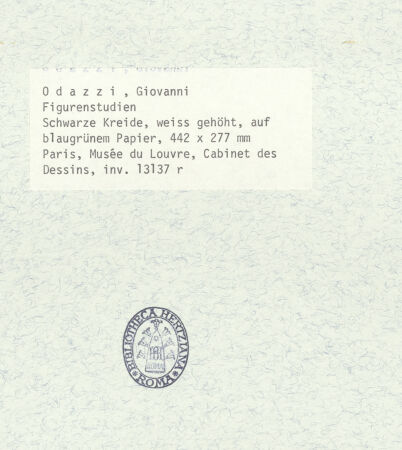 O d a z z i , Giovanni
Figurenstudien
Schwarze Kreide, weiss gehöht, auf
blaugrünem Papier, 442 x 277 mm
Paris, Musée du Louvre, Cabinet des
Dessins, inv. 13137 r
BIBLIOTHECA HERTZIANA
ROMA